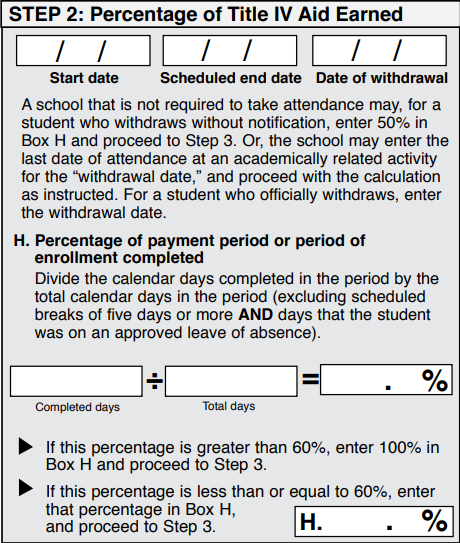 STEP 2: Percentage of Title IV Aid Earned
/ / / / / /
Start date Scheduled end date Date of withdrawal
A school that is not required to take attendance may, for a
student who withdraws without notification, enter 50% in
Box H and proceed to Step 3. Or, the school may enter the
last date of attendance at an academically related activity
for the “withdrawal date,” and proceed with the calculation
as instructed. For a student who officially withdraws, enter
the withdrawal date.
H. Percentage of payment period or period of
enrollment completed
Divide the calendar days completed in the period by the
total calendar days in the period (excluding scheduled
breaks of five days or more AND days that the student
was on an approved leave of absence).
÷ = . %
Completed days Total days
▶ If this percentage is greater than 60%, enter 100% in
Box H and proceed to Step 3.
▶ If this percentage is less than or equal to 60%, enter
that percentage in Box H,
and proceed to Step 3. H. . %